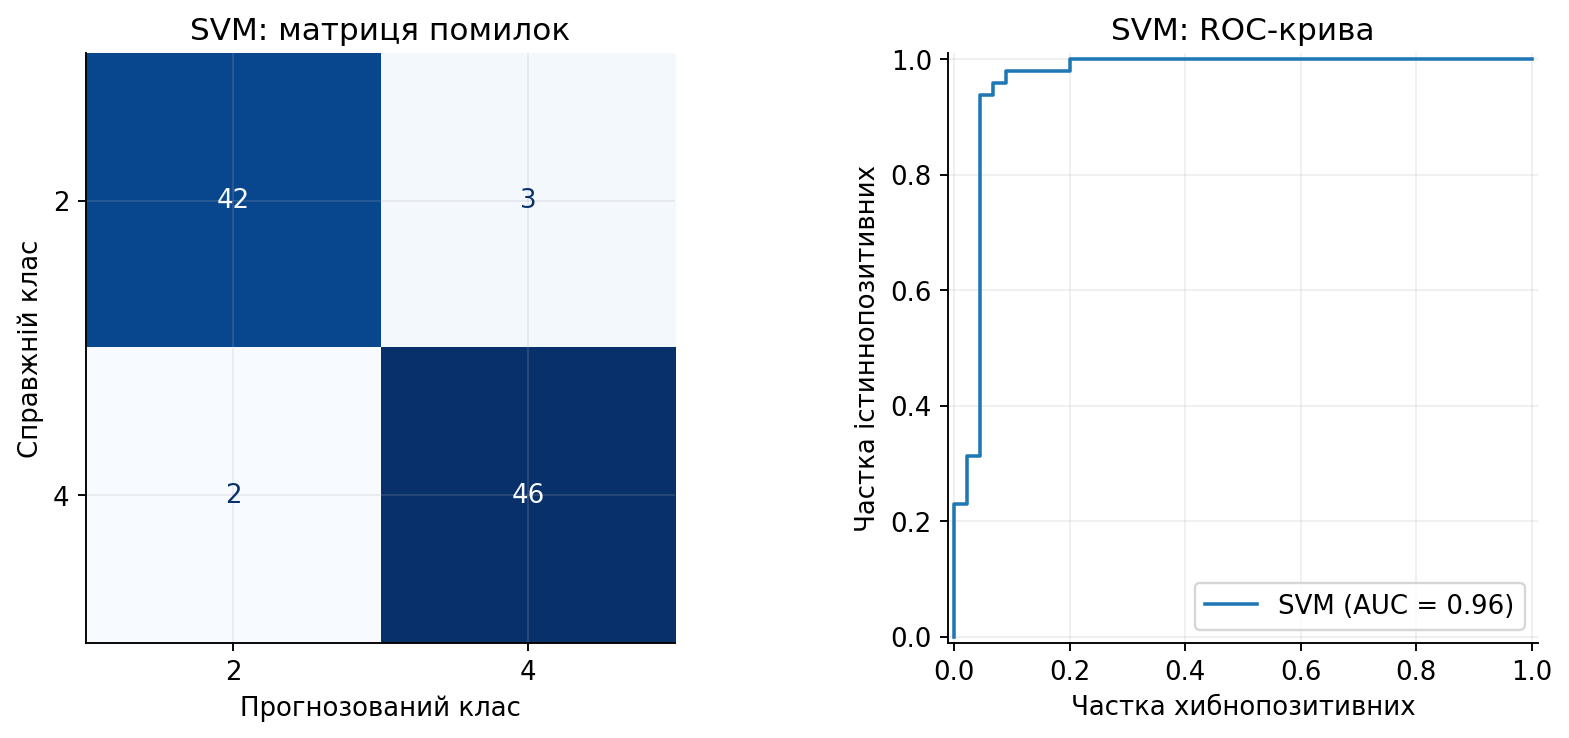 SVM: матриця помилок
Справжній клас
2
42
3
4
2
46
2
4
Прогнозований клас
SVM: ROC-крива
Частка істиннопозитивних
1.0
0.8
0.6
0.4
0.2
0.0
SVM (AUC = 0.96)
0.0
0.2
0.4
0.6
0.8
1.0
Частка хибнопозитивних